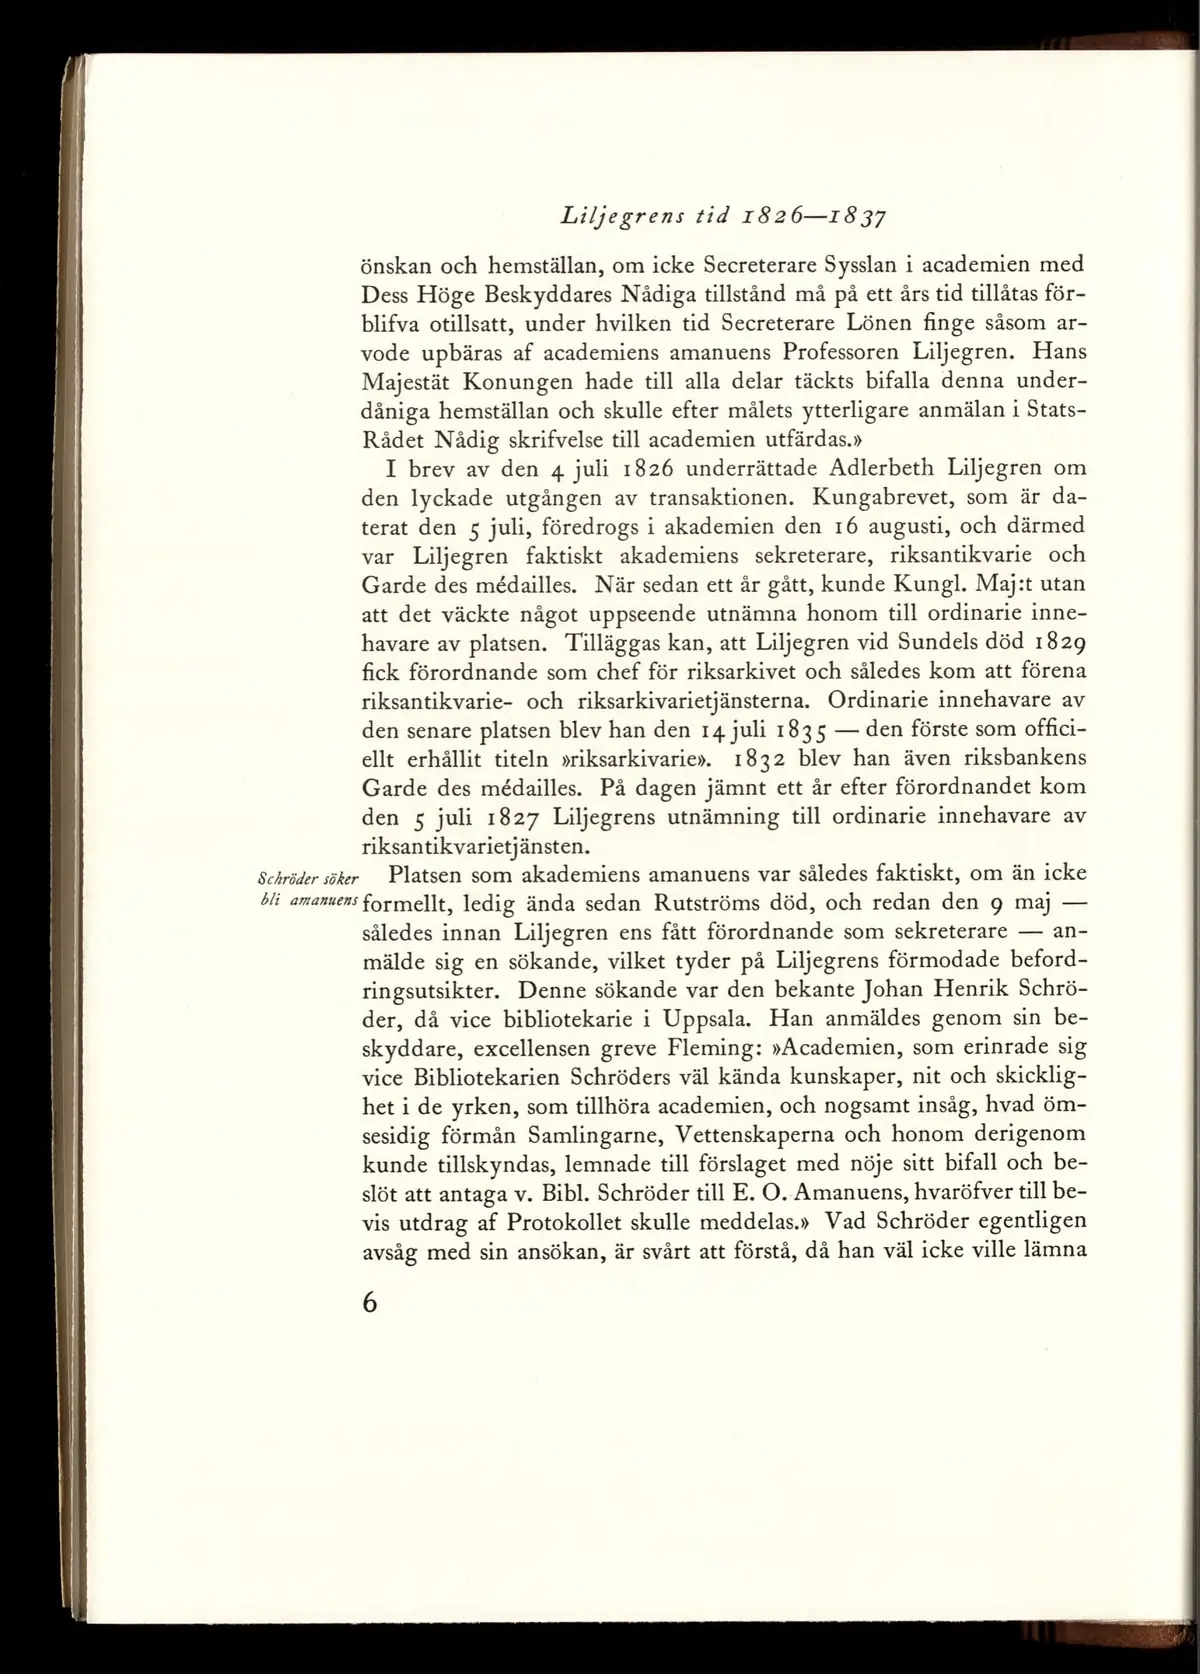 Liljegrens tid 1826—1837
önskan och hemställan, om icke Secreterare Sysslan i academien med
Dess Höge Beskyddares Nådiga tillstånd må på ett års tid tillåtas för-
blifva otillsatt, under hvilken tid Secreterare Lönen finge såsom ar-
vode upbäras af academiens amanuens Professoren Liljegren. Hans
Majestät Konungen hade till alla delar täckts bifalla denna under-
dåniga hemställan och skulle efter målets ytterligare anmälan i Stats-
Rådet Nådig skrifvelse till academien utfärdas.»
I brev av den 4 juli 1826 underrättade Adlerbeth Liljegren om
den lyckade utgången av transaktionen. Kungabrevet, som är da-
terat den 5 juli, föredrogs i akademien den 16 augusti, och därmed
var Liljegren faktiskt akademiens sekreterare, riksantikvarie och
Garde des médailles. När sedan ett år gått, kunde Kungl. Maj:t utan
att det väckte något uppseende utnämna honom till ordinarie inne-
havare av platsen. Tilläggas kan, att Liljegren vid Sundels död 1829
fick förordnande som chef för riksarkivet och således kom att förena
riksantikvarie- och riksarkivarietjänsterna. Ordinarie innehavare av
den senare platsen blev han den 14 juli 1835 — den förste som offici-
ellt erhållit titeln »riksarkivarie». 1832 blev han även riksbankens
Garde des médailles. På dagen jämnt ett år efter förordnandet kom
den 5 juli 1827 Liljegrens utnämning till ordinarie innehavare av
riksantikvarietjänsten.
Schröder söker
bli amanuens
Platsen som akademiens amanuens var således faktiskt, om än icke
formellt, ledig ända sedan Rutströms död, och redan den 9 maj —
således innan Liljegren ens fått förordnande som sekreterare — an-
mälde sig en sökande, vilket tyder på Liljegrens förmodade beford-
ringsutsikter. Denne sökande var den bekante Johan Henrik Schrö-
der, då vice bibliotekarie i Uppsala. Han anmäldes genom sin be-
skyddare, excellensen greve Fleming: »Academien, som erinrade sig
vice Bibliotekarien Schröders väl kända kunskaper, nit och skicklig-
het i de yrken, som tillhöra academien, och nogsamt insåg, hvad öm-
sesidig förmån Samlingarne, Vettenskaperna och honom derigenom
kunde tillskyndas, lemnade till förslaget med nöje sitt bifall och be-
slöt att antaga v. Bibl. Schröder till E. O. Amanuens, hvaröfver till be-
vis utdrag af Protokollet skulle meddelas.» Vad Schröder egentligen
avsåg med sin ansökan, är svårt att förstå, då han väl icke ville lämna
6